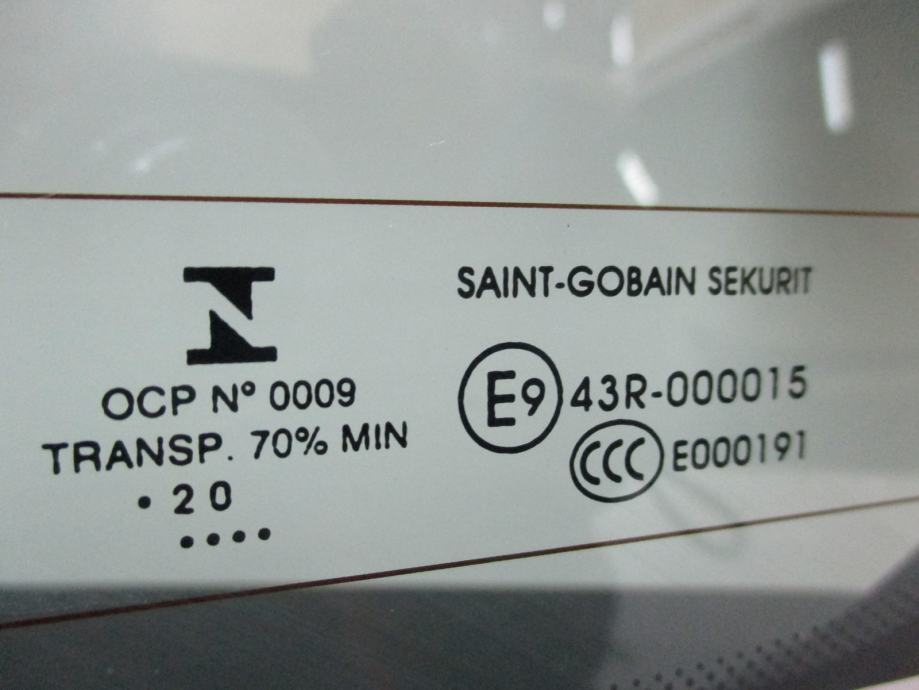 OCP Nº 0009
TRANSP. 70% MIN
• 2 0
• • • •
SAINT-GOBAIN SEKURIT
E9 43R-000015
CCC E000191